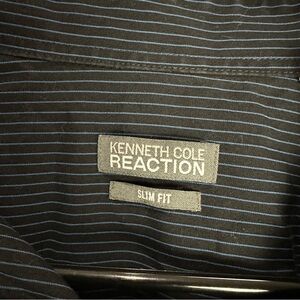 KENNETH COLE
REACTION
SLIM FIT